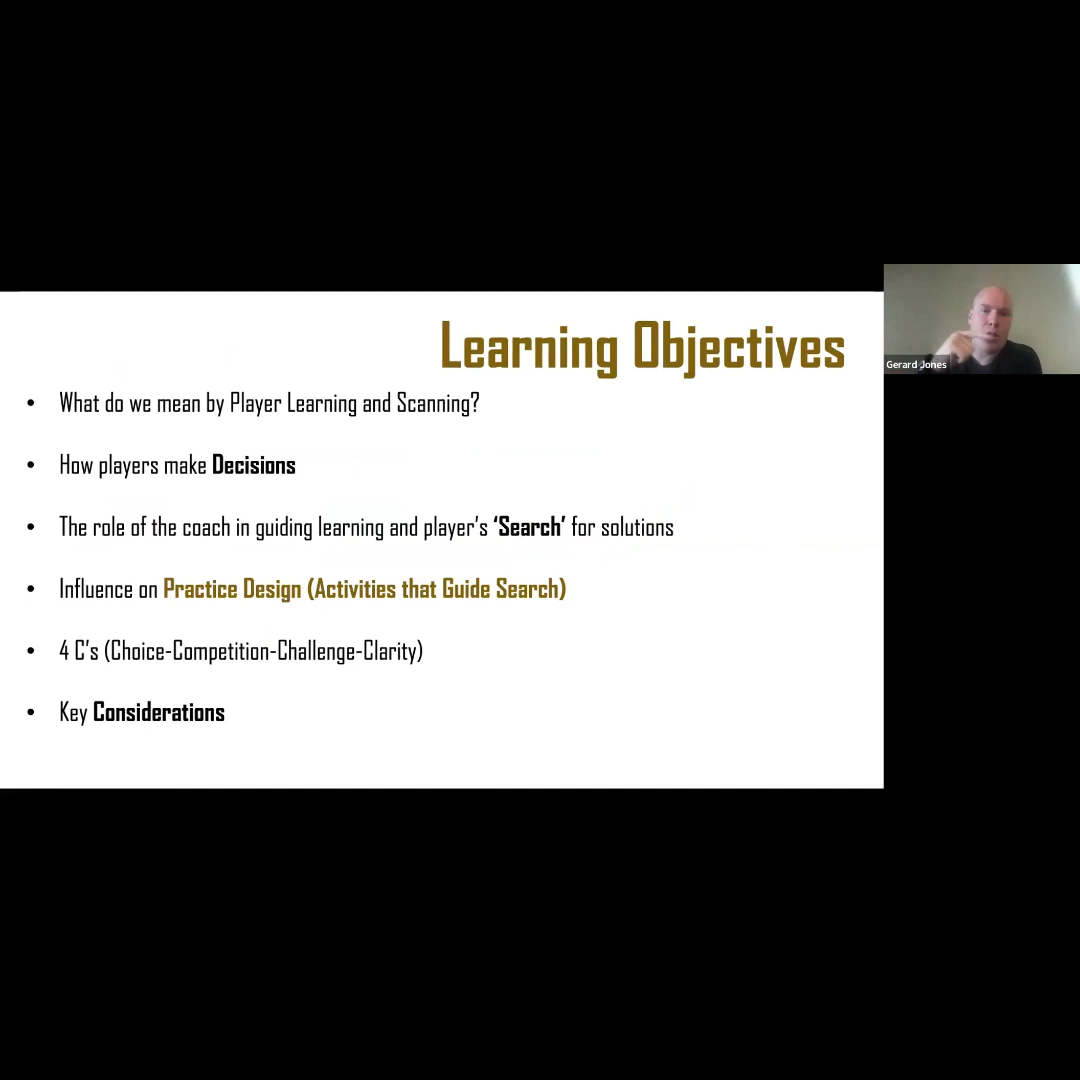 Learning Objectives
• What do we mean by Player Learning and Scanning?
• How players make Decisions
• The role of the coach in guiding learning and player's ‘Search’ for solutions
• Influence on Practice Design (Activities that Guide Search)
• 4 C's (Choice-Competition-Challenge-Clarity)
• Key Considerations
Gerard Jones